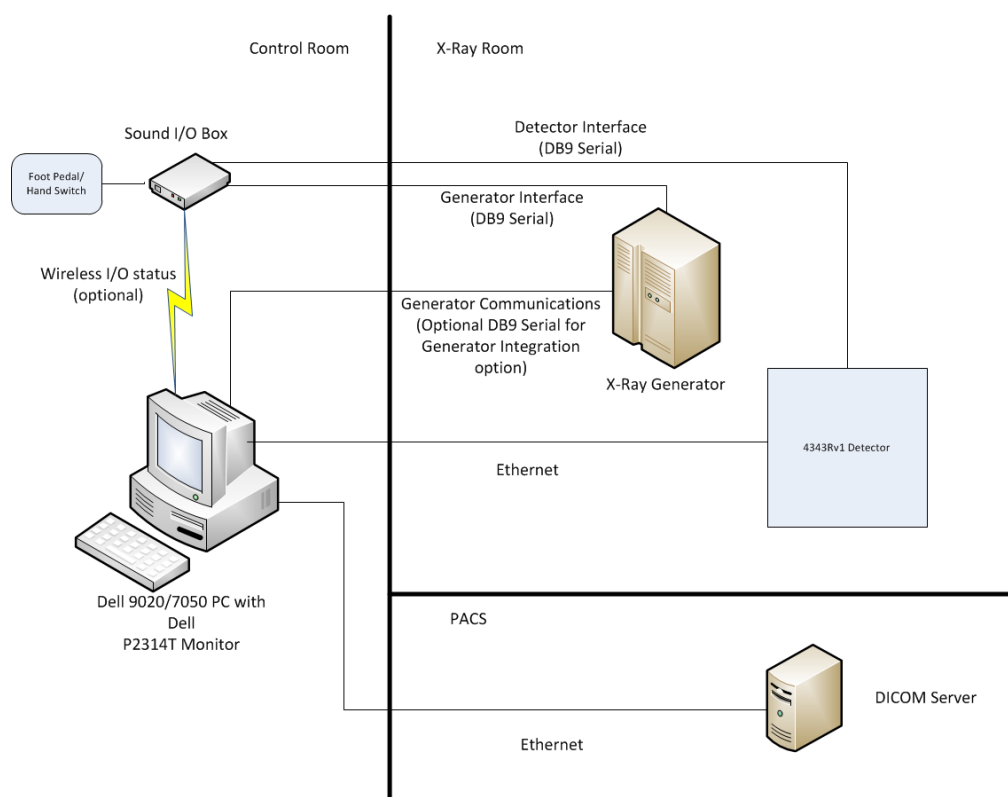 Control Room
X-Ray Room
Sound I/O Box
Detector Interface
(DB9 Serial)
Foot Pedal/
Hand Switch
Generator Interface
(DB9 Serial)
Wireless I/O status
(optional)
Generator Communications
(Optional DB9 Serial for
Generator Integration
option)
X-Ray Generator
4343Rv1 Detector
Ethernet
Dell 9020/7050 PC with
Dell
P2314T Monitor
PACS
DICOM Server
Ethernet